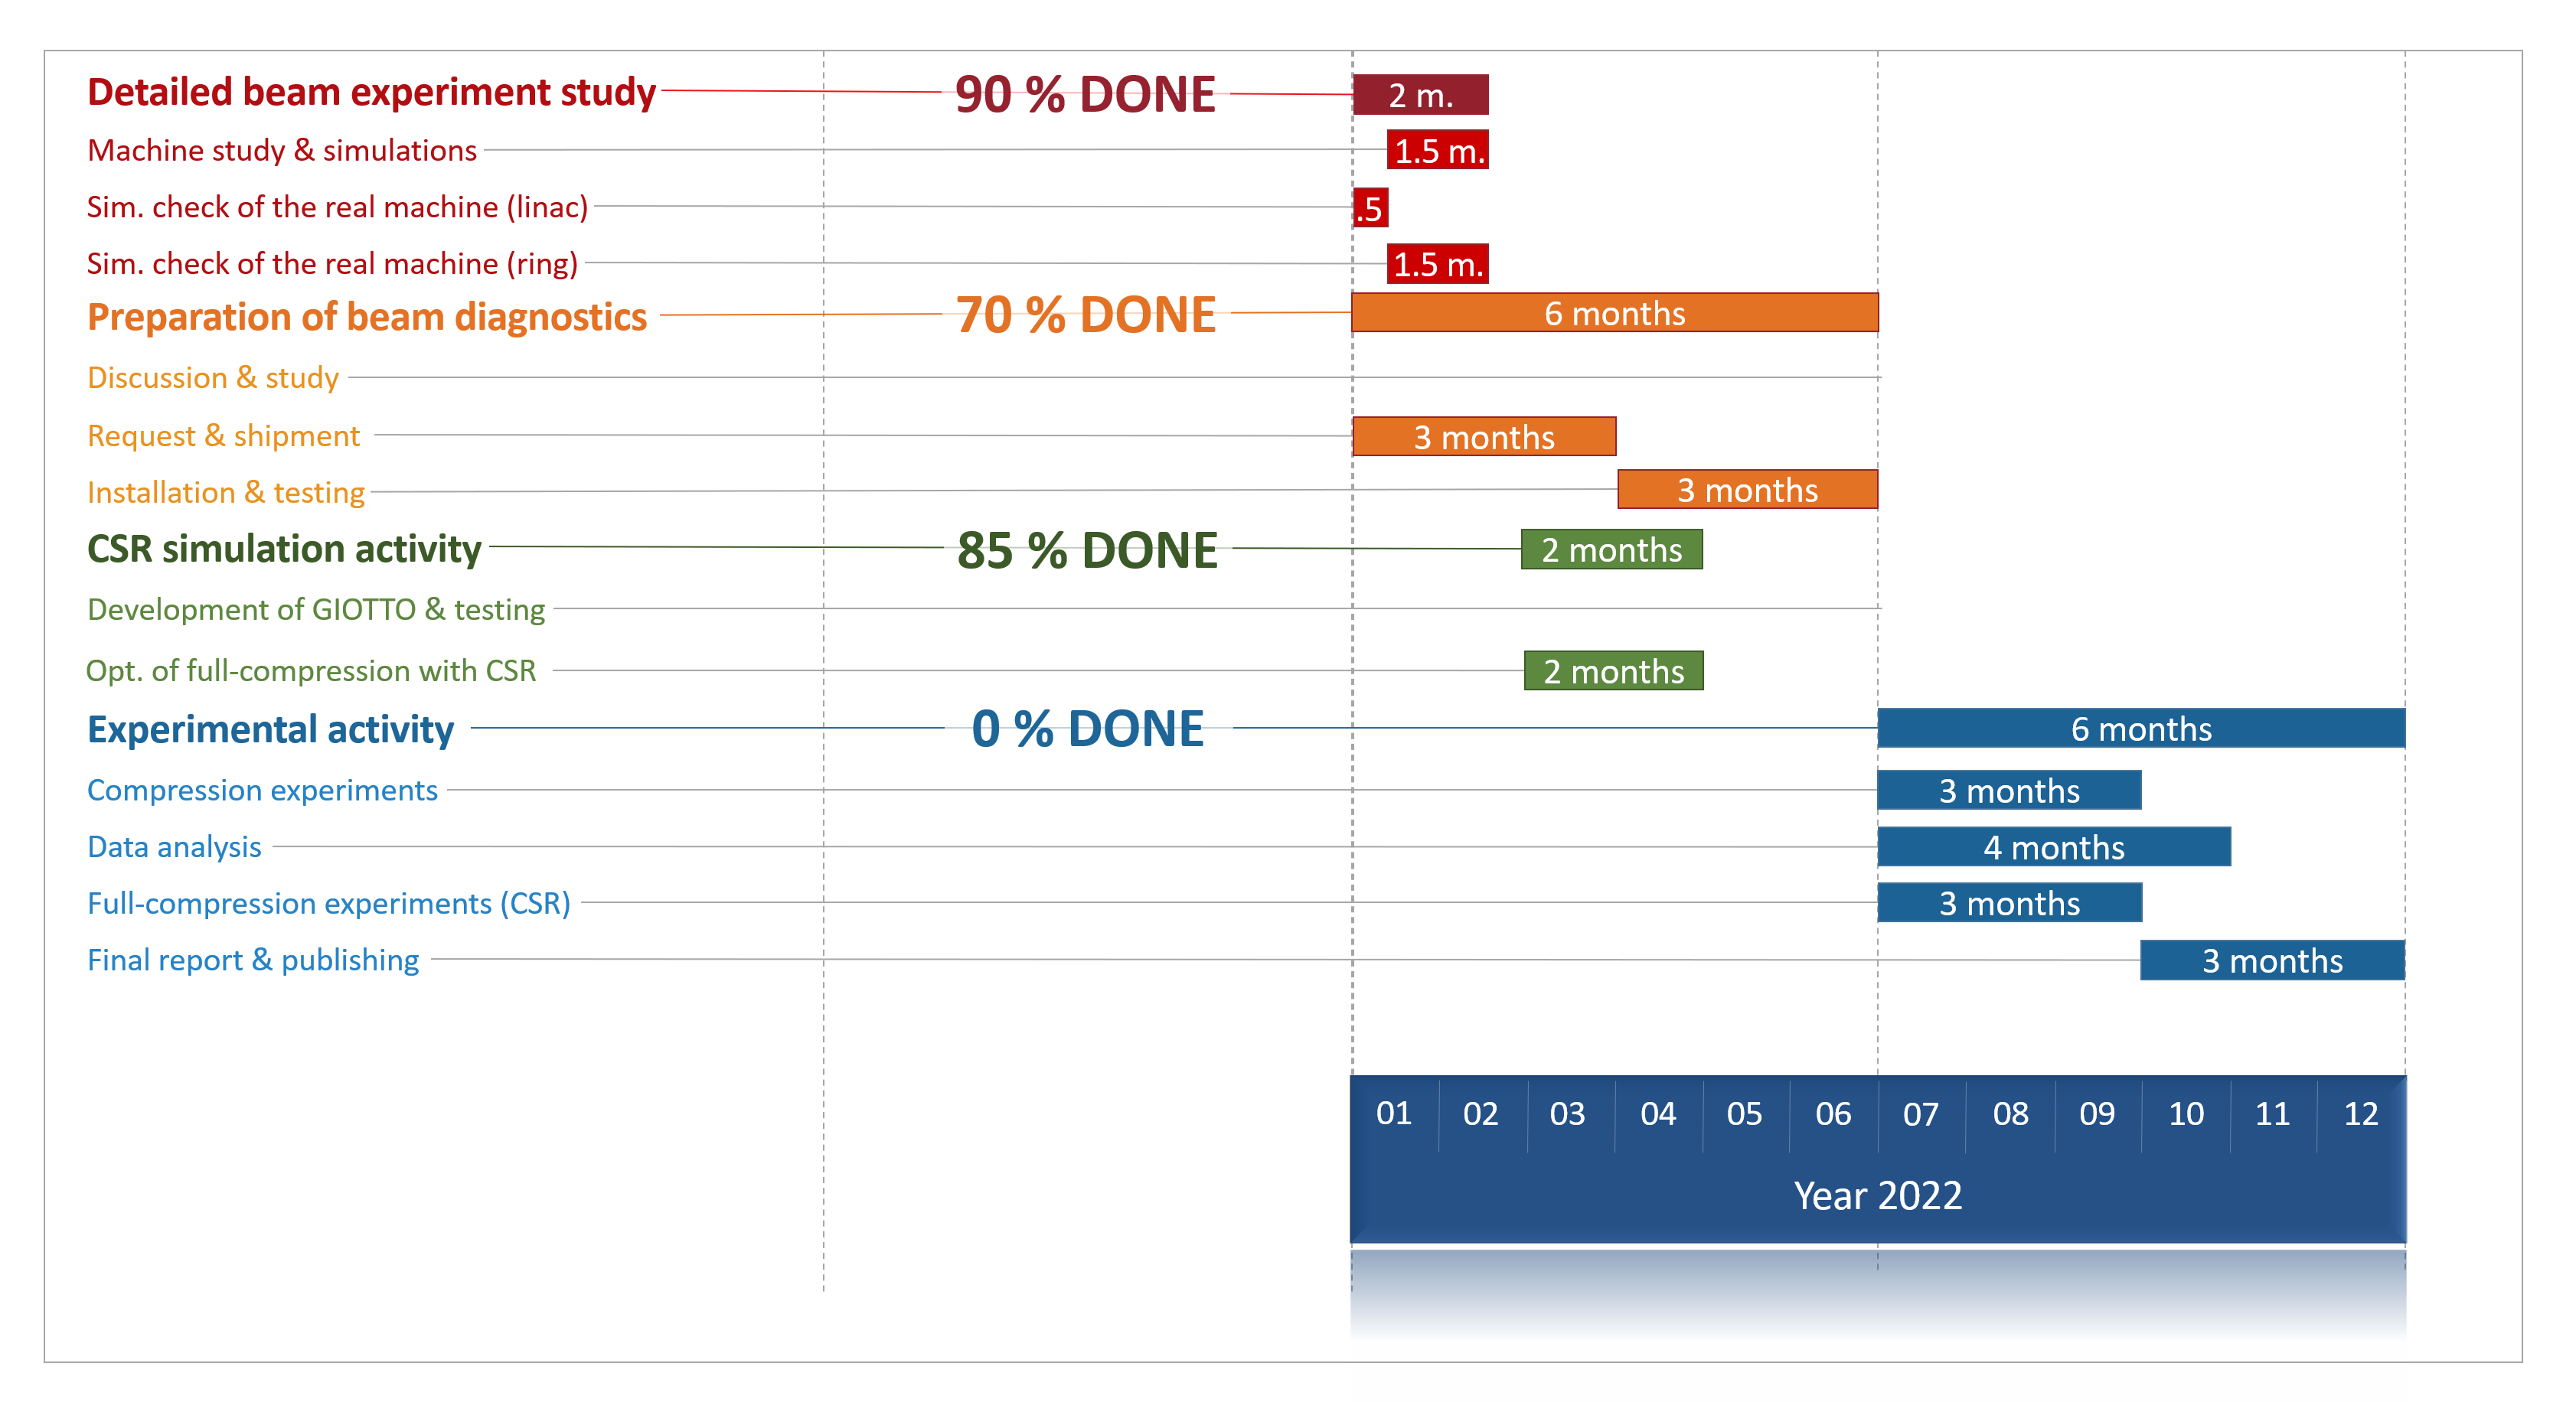 Detailed beam experiment study 90 % DONE 2 m.
Machine study & simulations 1.5 m.
Sim. check of the real machine (linac) .5
Sim. check of the real machine (ring) 1.5 m.
Preparation of beam diagnostics 70 % DONE 6 months
Discussion & study
Request & shipment 3 months
Installation & testing 3 months
CSR simulation activity 85 % DONE 2 months
Development of GIOTTO & testing
Opt. of full-compression with CSR 2 months
Experimental activity 0 % DONE 6 months
Compression experiments 3 months
Data analysis 4 months
Full-compression experiments (CSR) 3 months
Final report & publishing 3 months
01 02 03 04 05 06 07 08 09 10 11 12
Year 2022